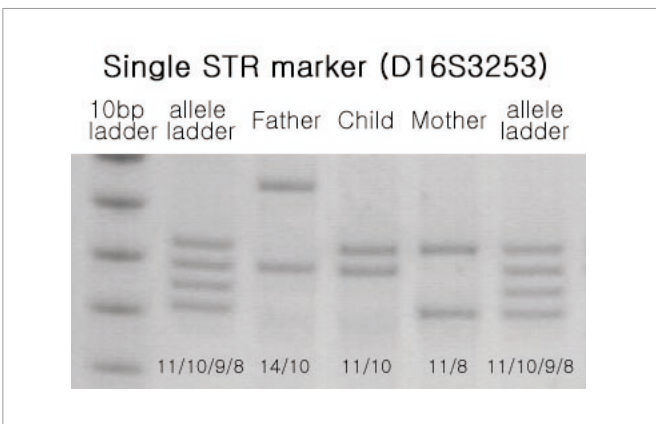 Single STR marker (D16S3253)
10bp ladder
allele ladder
Father
Child
Mother
allele ladder
11/10/9/8
14/10
11/10
11/8
11/10/9/8